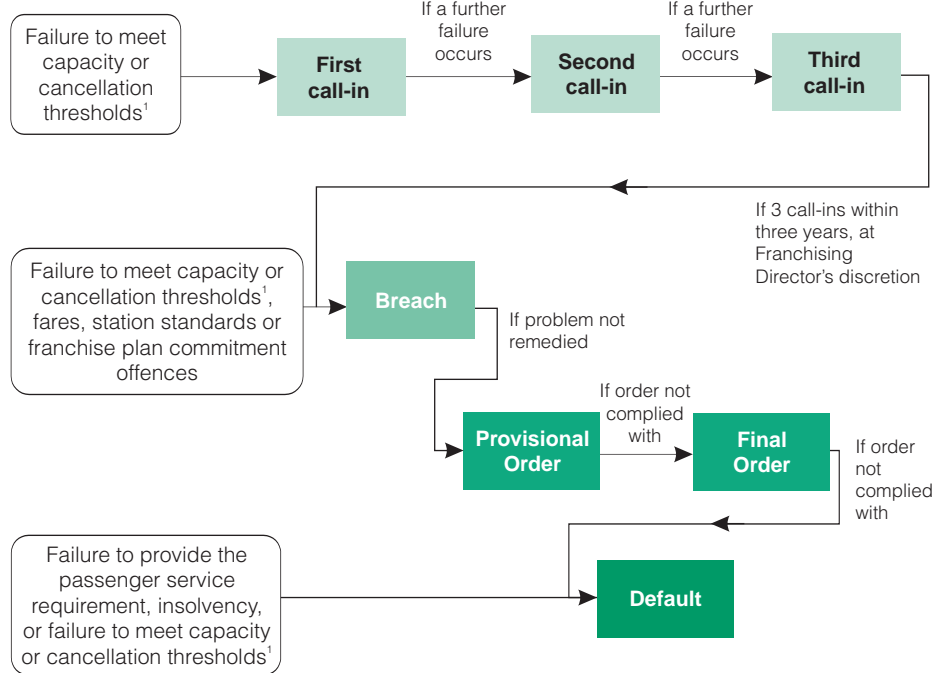 Failure to meet
capacity or
cancellation
thresholds¹
First
call-in
If a further
failure
occurs
Second
call-in
If a further
failure
occurs
Third
call-in
If 3 call-ins within
three years, at
Franchising
Director's discretion
Failure to meet capacity or
cancellation thresholds¹,
fares, station standards or
franchise plan commitment
offences
Breach
If problem not
remedied
Provisional
Order
If order not
complied
with
Final
Order
If order
not
complied
with
Failure to provide the
passenger service
requirement, insolvency,
or failure to meet capacity
or cancellation thresholds¹
Default